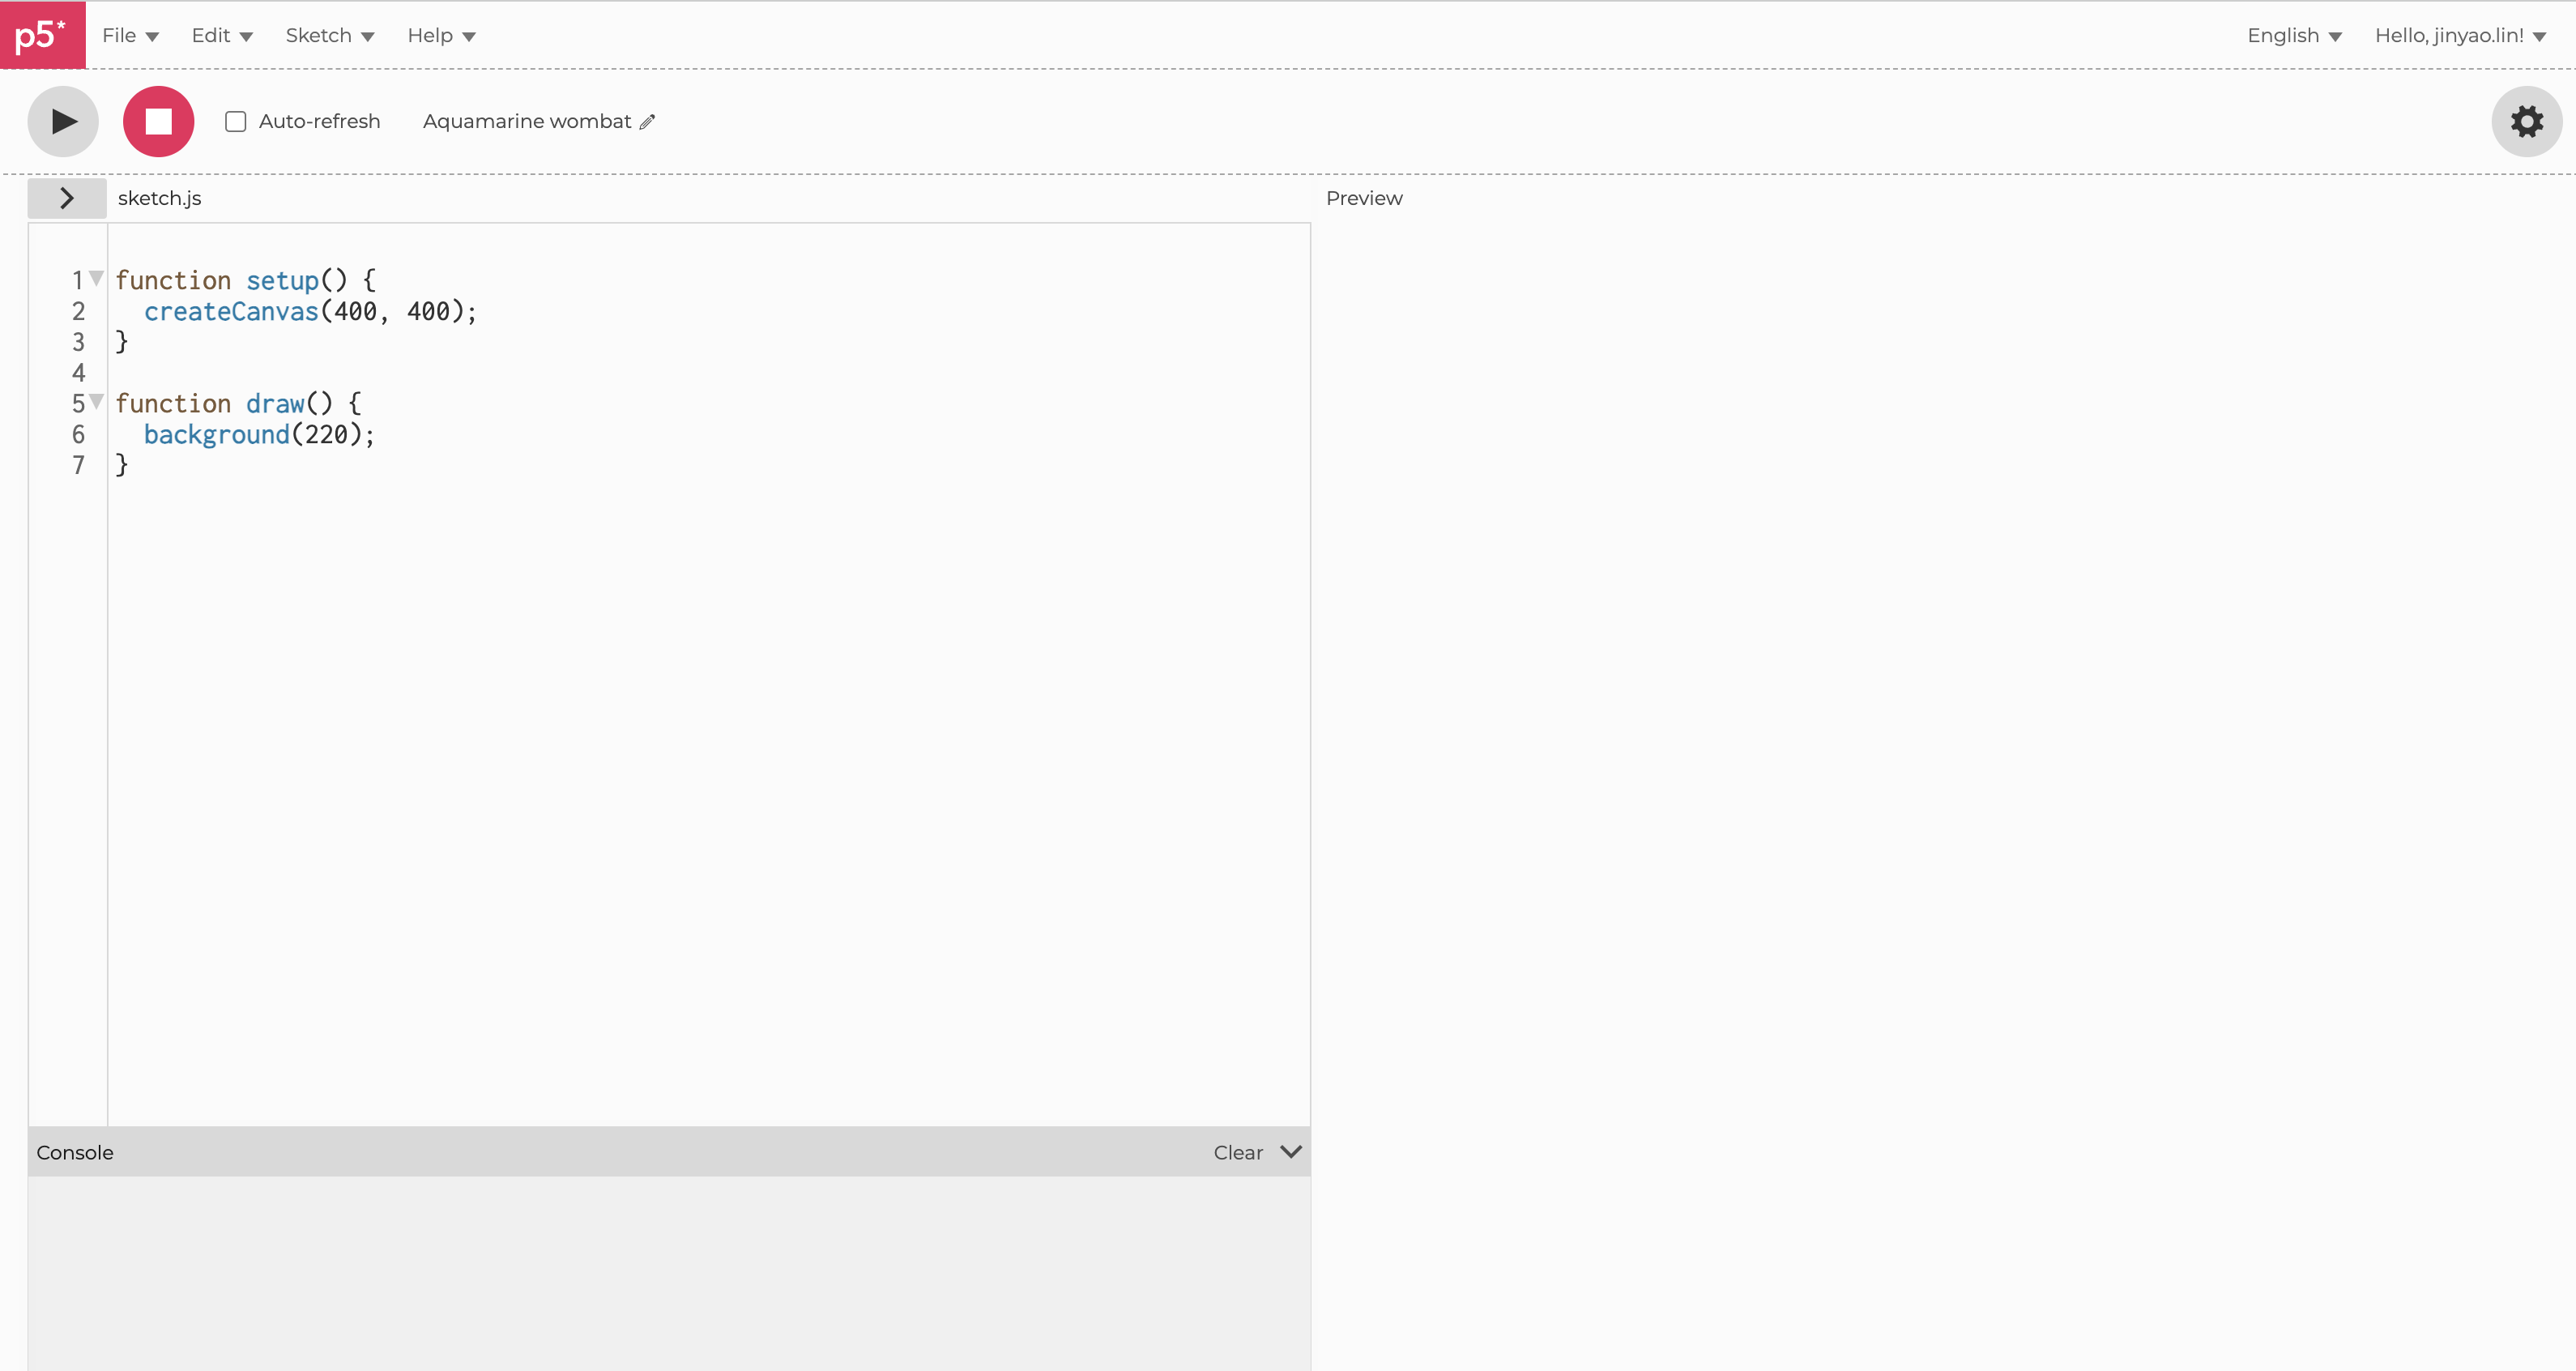 p5* File Edit Sketch Help English Hello, jinyao.lin!
Auto-refresh Aquamarine wombat
sketch.js Preview
1 function setup() {
2   createCanvas(400, 400);
3 }
4
5 function draw() {
6   background(220);
7 }
Console Clear